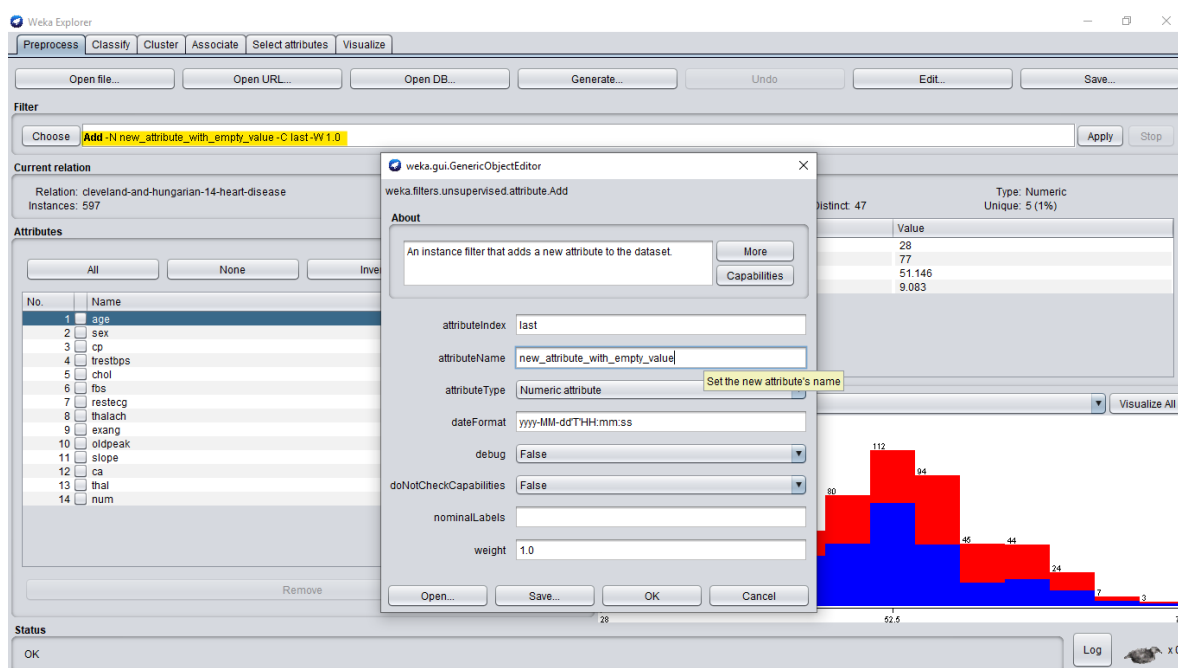 Weka Explorer
Preprocess Classify Cluster Associate Select attributes Visualize
Open file... Open URL... Open DB... Generate... Undo Edit... Save...
Filter
Choose Add -N new_attribute_with_empty_value -C last -W 1.0 Apply Stop
Current relation
Relation: cleveland-and-hungarian-14-heart-disease
Instances: 597
Attributes
All None Inve
No. Name
1 age
2 sex
3 cp
4 trestbps
5 chol
6 fbs
7 restecg
8 thalach
9 exang
10 oldpeak
11 slope
12 ca
13 thal
14 num
Remove
weka.gui.GenericObjectEditor
weka.filters.unsupervised.attribute.Add
About
An instance filter that adds a new attribute to the dataset.
More
Capabilities
attributeIndex last
attributeName new_attribute_with_empty_value
Set the new attribute's name
attributeType Numeric attribute
dateFormat yyyy-MM-dd'T'HH:mm:ss
debug False
doNotCheckCapabilities False
nominalLabels
weight 1.0
Open... Save... OK Cancel
Type: Numeric
Distinct: 47 Unique: 5 (1%)
Value
28
77
51.146
9.083
Visualize All
112
94
80
45 44
24
7
3
28 52.5 7
Status
OK
Log x 0